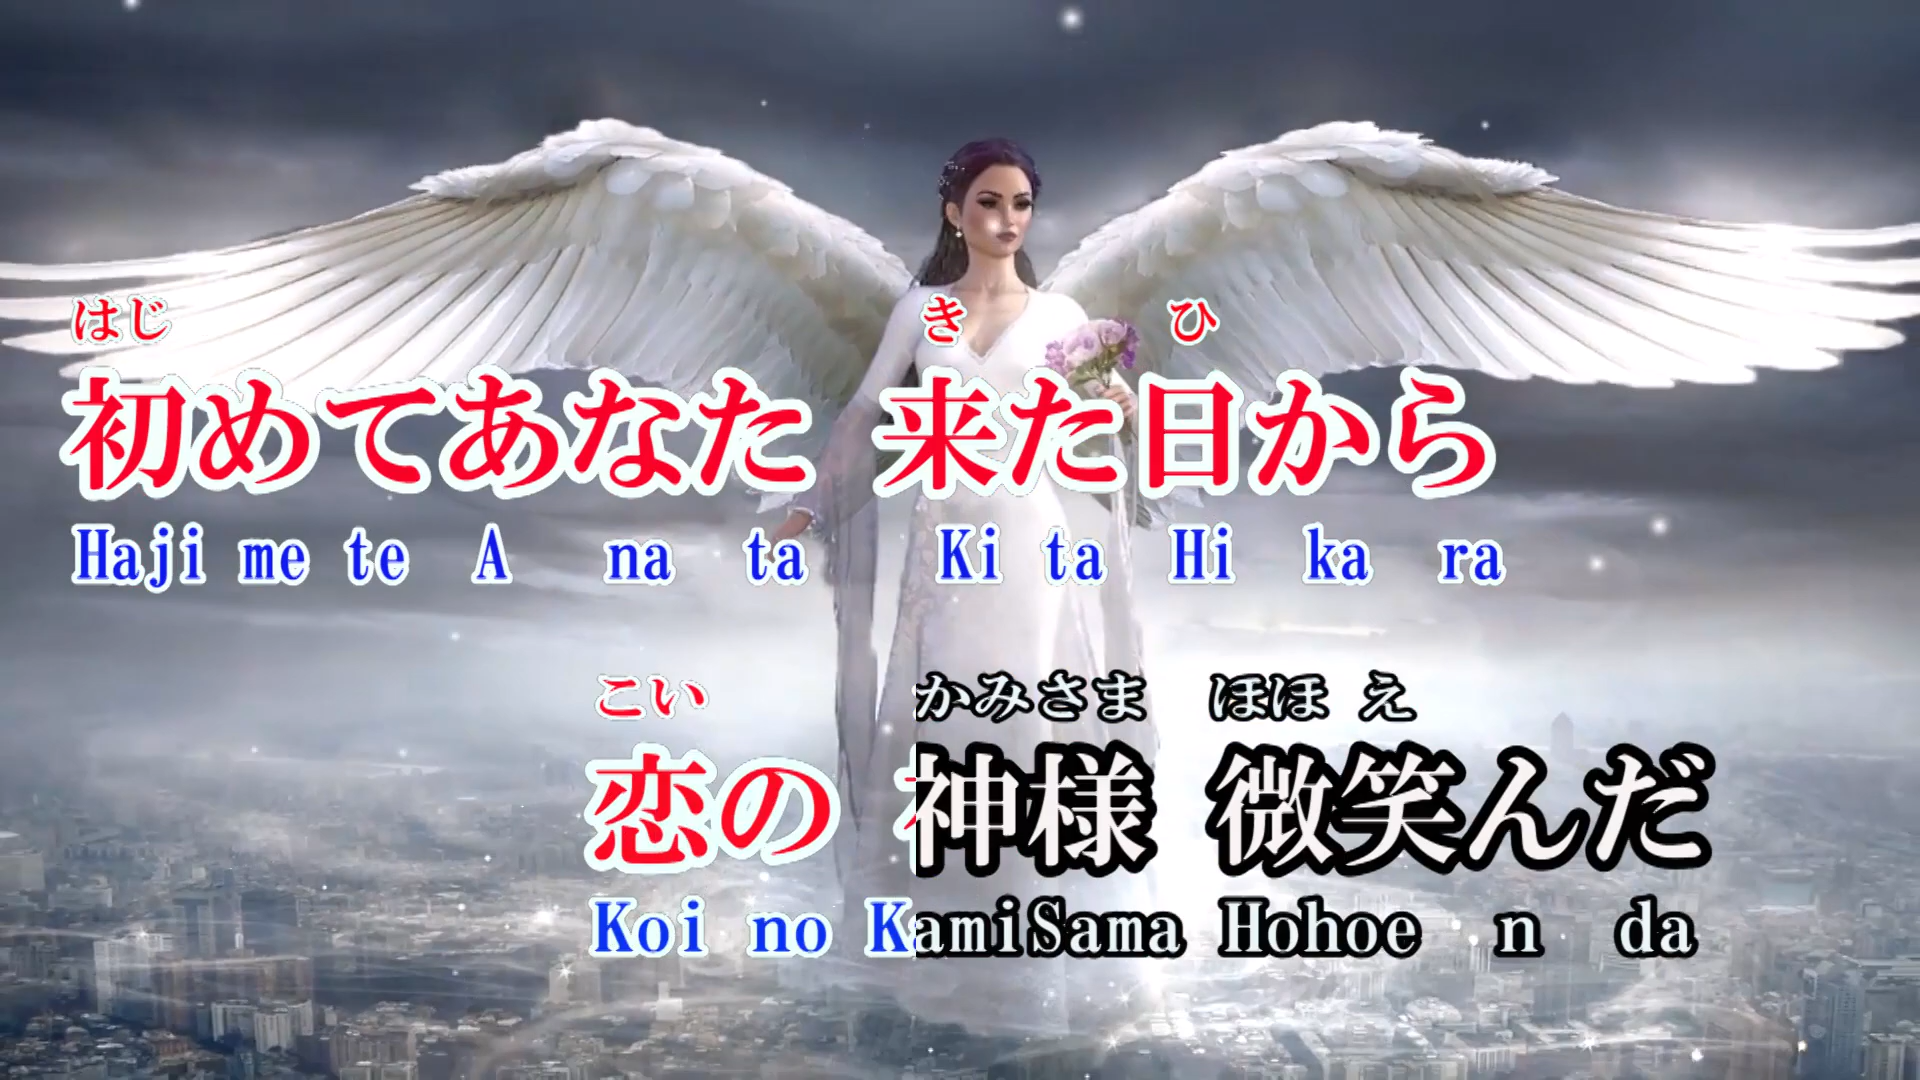 はじ き ひ
初めてあなた 来た日から
Haji me te A na ta Ki ta Hi ka ra
こい かみさま ほほ え
恋の 神様 微笑んだ
Koi no KamiSama Hohoe n da